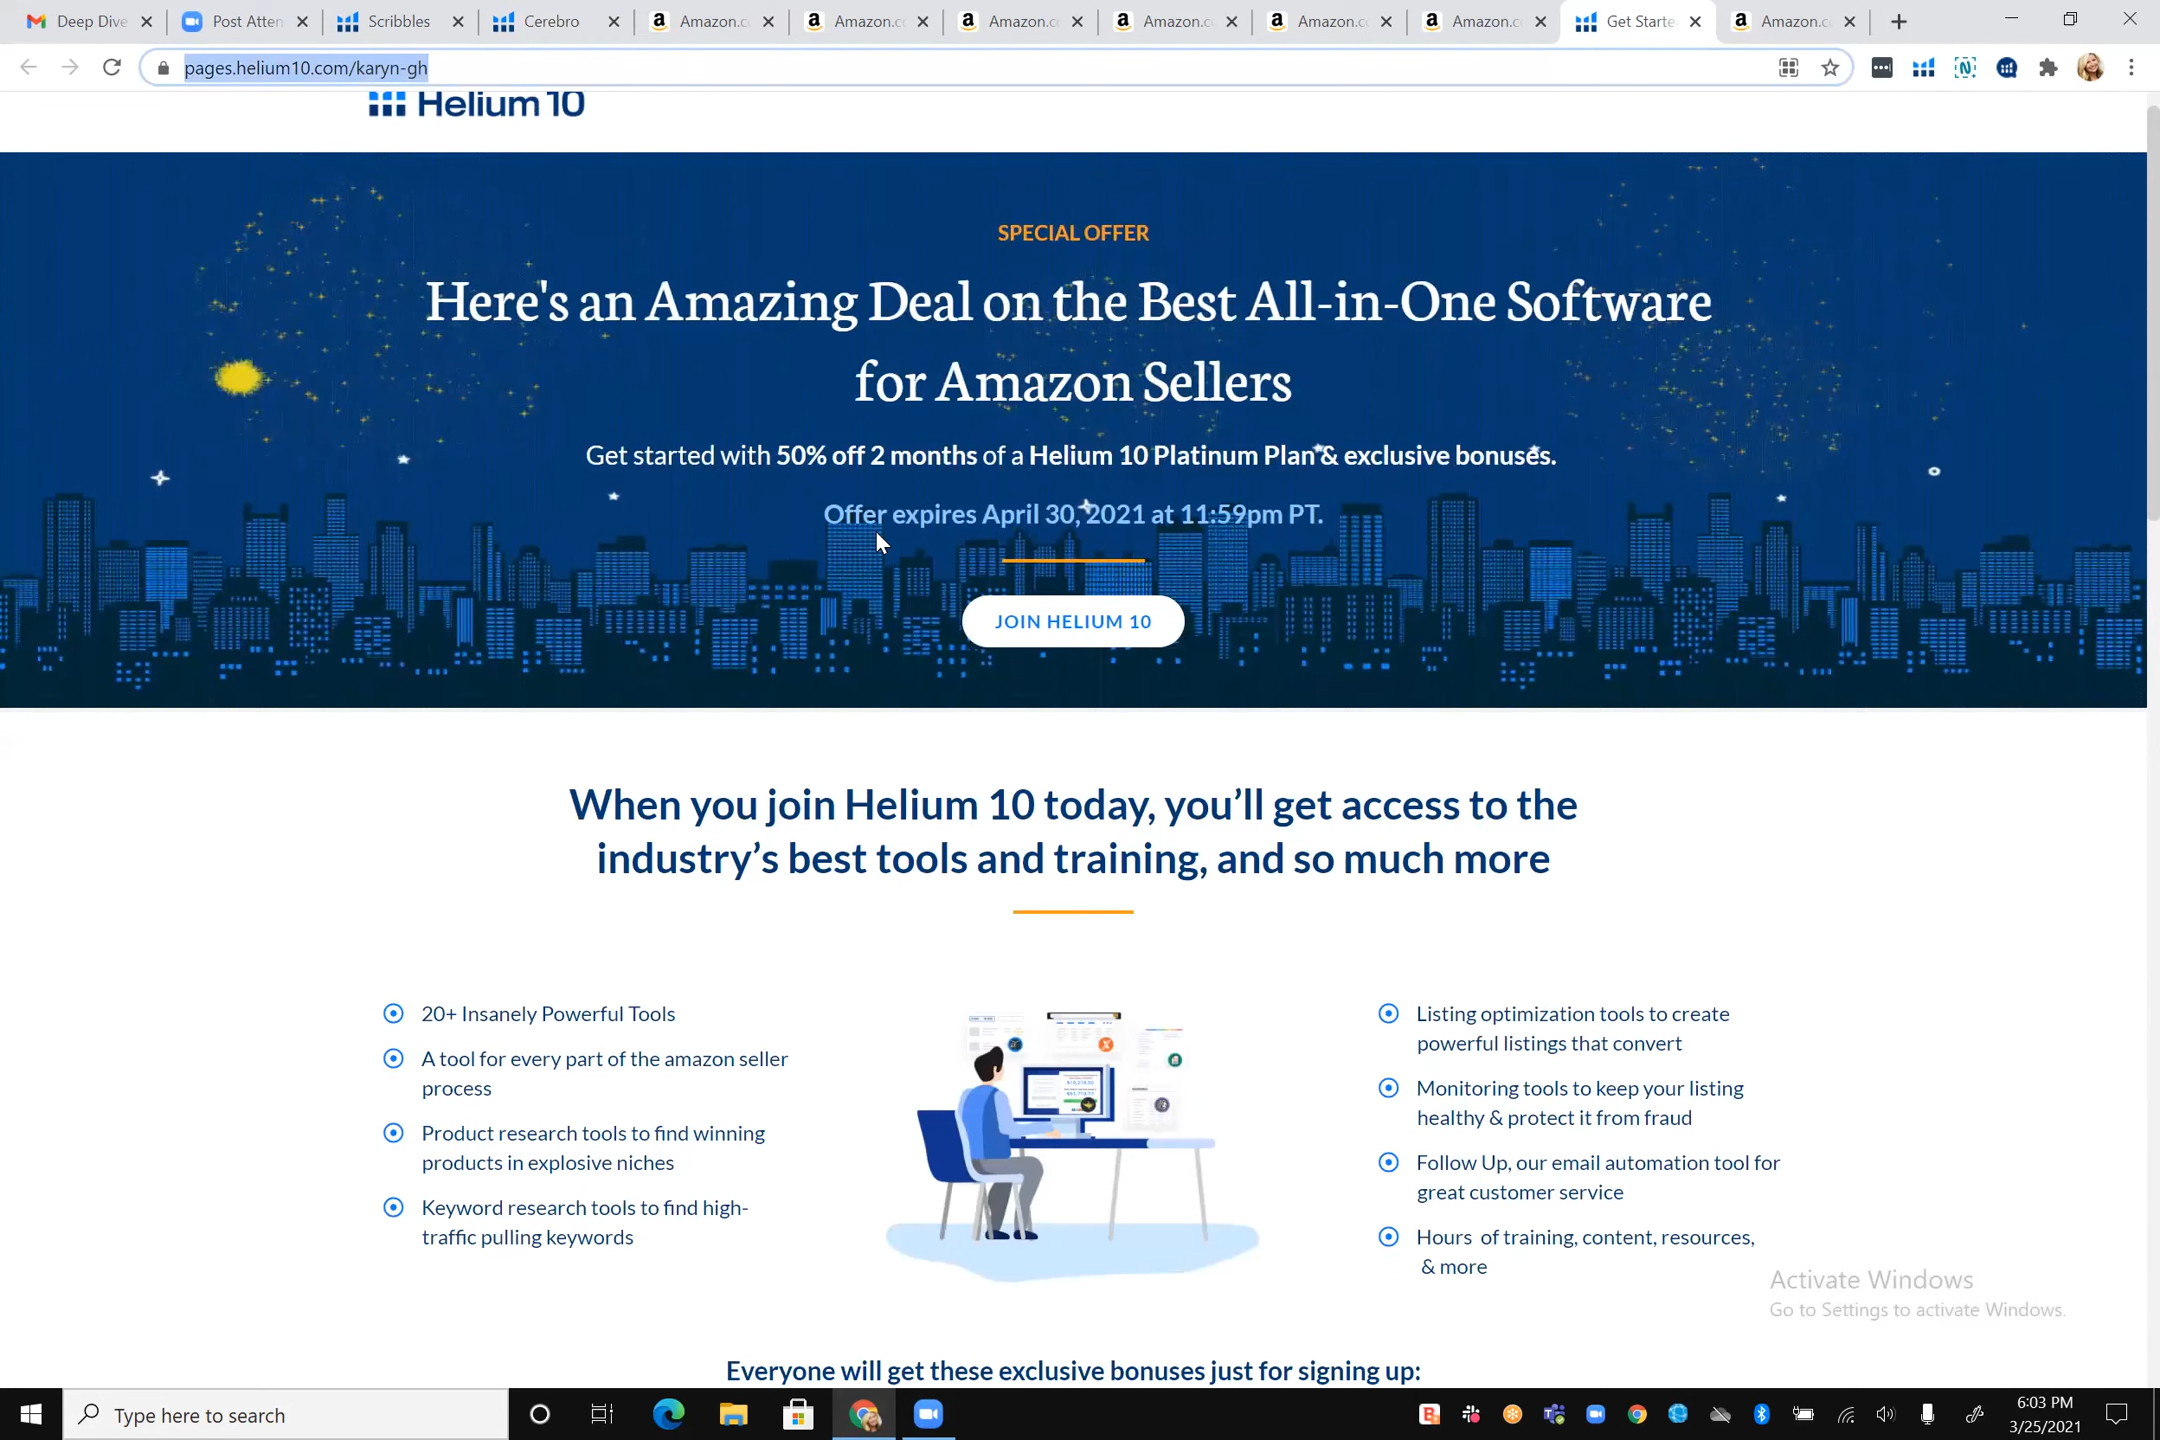 Deep Dive
Post Atten
Scribbles
Cerebro
Amazon.c
Amazon.c
Amazon.c
Amazon.c
Amazon.c
Amazon.c
Get Starte
Amazon.c
pages.helium10.com/karyn-gh
Helium 10
SPECIAL OFFER
Here's an Amazing Deal on the Best All-in-One Software
for Amazon Sellers
Get started with 50% off 2 months of a Helium 10 Platinum Plan & exclusive bonuses.
Offer expires April 30, 2021 at 11:59pm PT.
JOIN HELIUM 10
When you join Helium 10 today, you’ll get access to the
industry’s best tools and training, and so much more
20+ Insanely Powerful Tools
A tool for every part of the amazon seller
process
Product research tools to find winning
products in explosive niches
Keyword research tools to find high-
traffic pulling keywords
Listing optimization tools to create
powerful listings that convert
Monitoring tools to keep your listing
healthy & protect it from fraud
Follow Up, our email automation tool for
great customer service
Hours of training, content, resources,
& more
Activate Windows
Go to Settings to activate Windows.
Everyone will get these exclusive bonuses just for signing up:
Type here to search
6:03 PM
3/25/2021